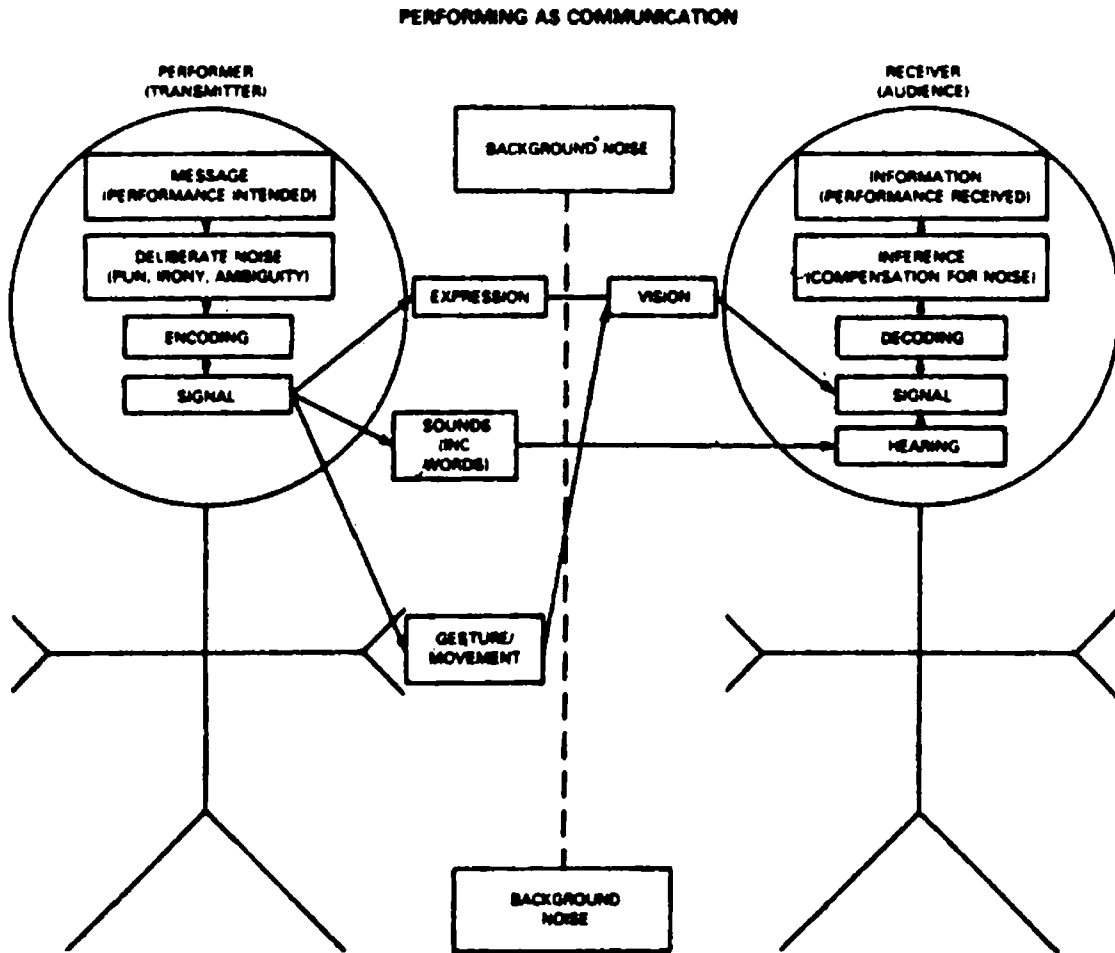 PERFORMING AS COMMUNICATION
PERFORMER
(TRANSMITTER)
MESSAGE
(PERFORMANCE INTENDED)
DELIBERATE NOISE
(PUN, IRONY, AMBIGUITY)
ENCODING
SIGNAL
BACKGROUND NOISE
EXPRESSION
VISION
SOUNDS
(INC
WORDS)
GESTURE/
MOVEMENT
BACKGROUND
NOISE
RECEIVER
(AUDIENCE)
INFORMATION
(PERFORMANCE RECEIVED)
INFERENCE
(COMPENSATION FOR NOISE)
DECODING
SIGNAL
HEARING